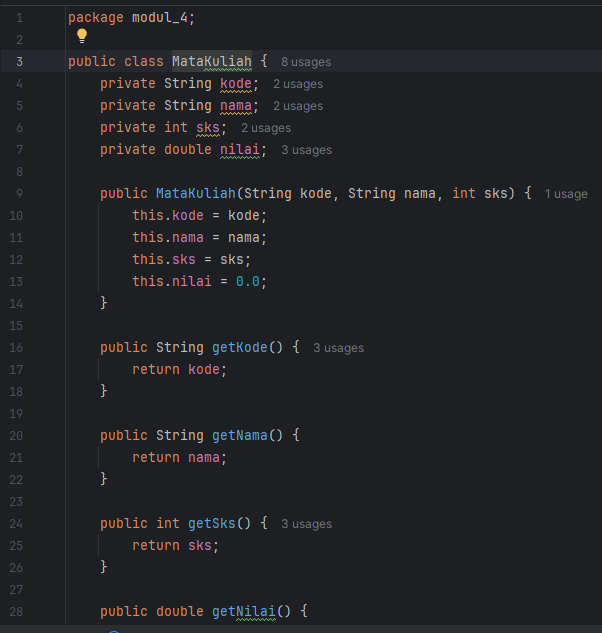 1 package modul_4;
2
3 public class MataKuliah { 8 usages
4 private String kode; 2 usages
5 private String nama; 2 usages
6 private int sks; 2 usages
7 private double nilai; 3 usages
8
9 public MataKuliah(String kode, String nama, int sks) { 1 usage
10 this.kode = kode;
11 this.nama = nama;
12 this.sks = sks;
13 this.nilai = 0.0;
14 }
15
16 public String getKode() { 3 usages
17 return kode;
18 }
19
20 public String getNama() {
21 return nama;
22 }
23
24 public int getSks() { 3 usages
25 return sks;
26 }
27
28 public double getNilai() {